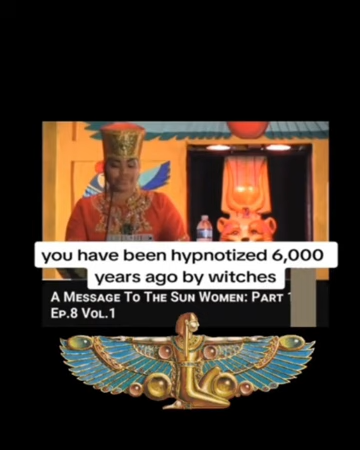 you have been hypnotized 6,000
years ago by witches
A Message To The Sun Women: Part
Ep.8 Vol.1